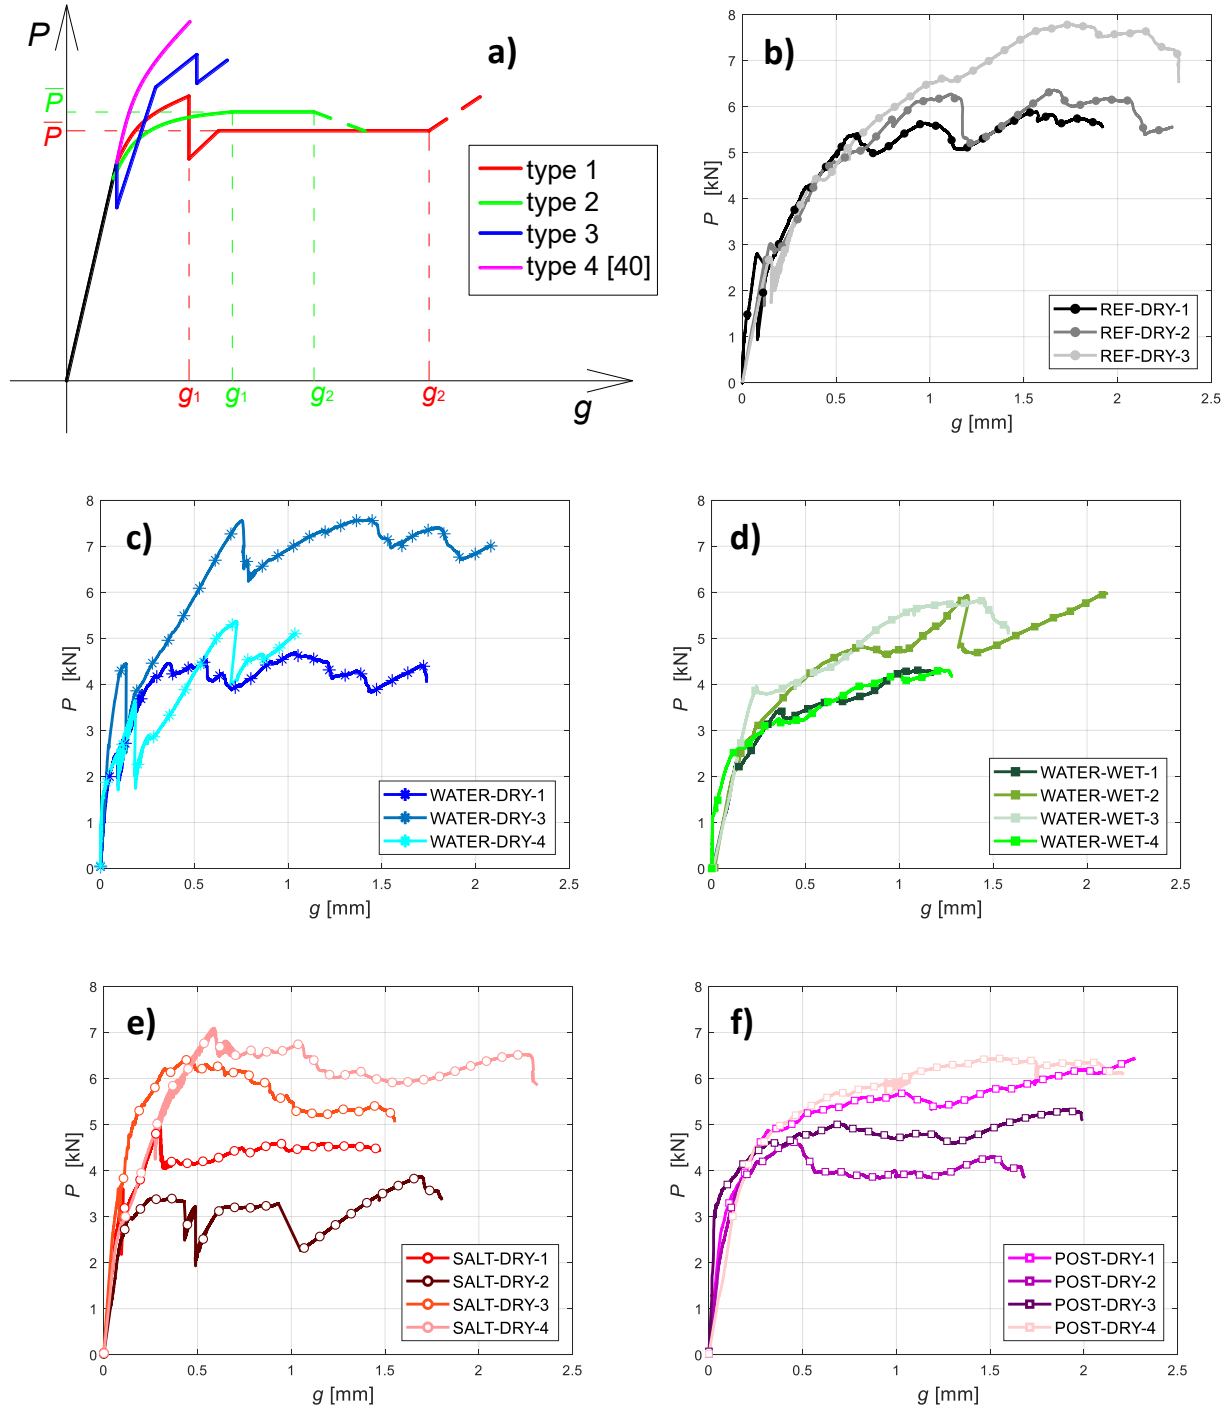 a)
P
P̅
P̅
type 1
type 2
type 3
type 4 [40]
g1 g1 g2 g2
g
b)
8
7
6
5
4
3
2
1
0
P [kN]
REF-DRY-1
REF-DRY-2
REF-DRY-3
0 0.5 1 1.5 2 2.5
g [mm]
c)
8
7
6
5
4
3
2
1
0
P [kN]
WATER-DRY-1
WATER-DRY-3
WATER-DRY-4
0 0.5 1 1.5 2 2.5
g [mm]
d)
8
7
6
5
4
3
2
1
0
P [kN]
WATER-WET-1
WATER-WET-2
WATER-WET-3
WATER-WET-4
0 0.5 1 1.5 2 2.5
g [mm]
e)
8
7
6
5
4
3
2
1
0
P [kN]
SALT-DRY-1
SALT-DRY-2
SALT-DRY-3
SALT-DRY-4
0 0.5 1 1.5 2 2.5
g [mm]
f)
8
7
6
5
4
3
2
1
0
P [kN]
POST-DRY-1
POST-DRY-2
POST-DRY-3
POST-DRY-4
0 0.5 1 1.5 2 2.5
g [mm]